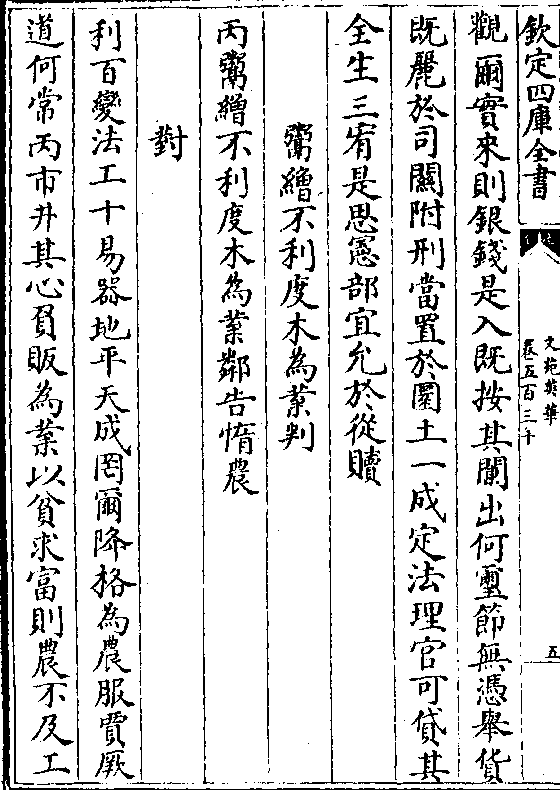 欽定四庫全書
文苑英華
卷五百三十
五
觀爾實來則銀錢是入既按其闌出何璽節無憑舉貨
既麗於司關附刑當置於圜土一成定法理官可貸其
全生三宥是思憲部宜允於從贖
鬻繒不利度木為業判
丙鬻繒不利度木為業鄰告惰農
對
利百變法工十易器地平天成罔爾降格為農服賈厥
道何常丙市井其心貿販為業以貧求富則農不及工